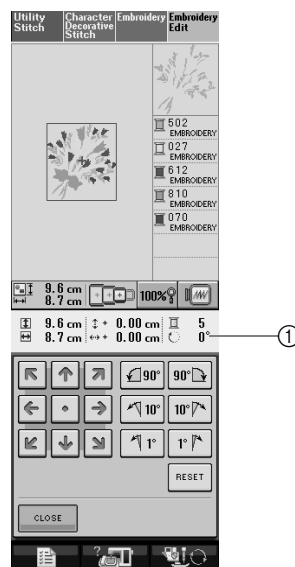 Utility Stitch
Character Decorative Stitch
Embroidery
Embroidery Edit
502
EMBROIDERY
027
EMBROIDERY
612
EMBROIDERY
810
EMBROIDERY
070
EMBROIDERY
9.6 cm
8.7 cm
100%
9.6 cm + 0.00 cm 5
8.7 cm + 0.00 cm 0°
1
90° 90°
10° 10°
1° 1°
RESET
CLOSE
?